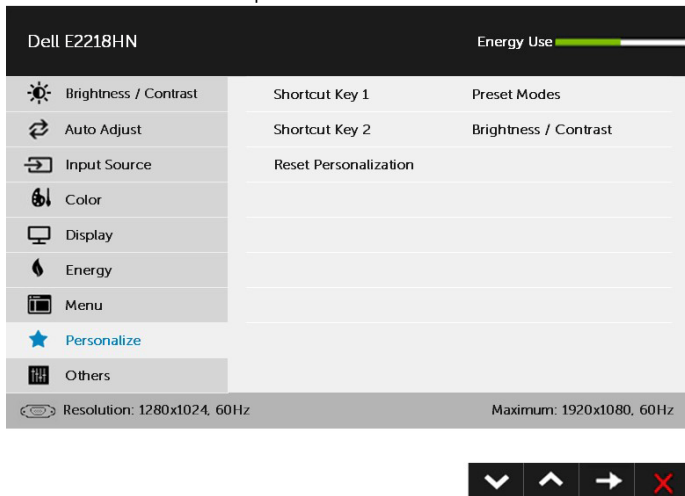 Dell E2218HN
Energy Use
Brightness / Contrast
Shortcut Key 1
Preset Modes
Auto Adjust
Shortcut Key 2
Brightness / Contrast
Input Source
Reset Personalization
Color
Display
Energy
Menu
Personalize
Others
Resolution: 1280x1024, 60Hz
Maximum: 1920x1080, 60Hz